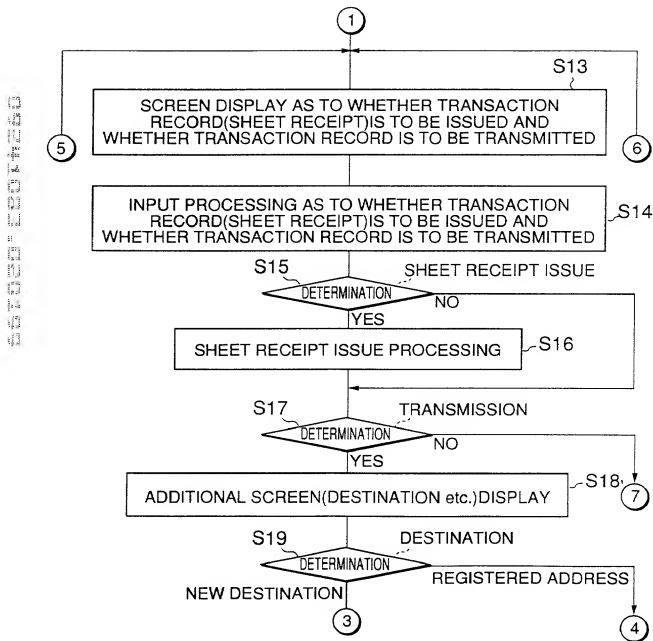 1
S13
SCREEN DISPLAY AS TO WHETHER TRANSACTION
RECORD(SHEET RECEIPT)IS TO BE ISSUED AND
WHETHER TRANSACTION RECORD IS TO BE TRANSMITTED
5
6
INPUT PROCESSING AS TO WHETHER TRANSACTION
RECORD(SHEET RECEIPT)IS TO BE ISSUED AND
WHETHER TRANSACTION RECORD IS TO BE TRANSMITTED
S14
S15
SHEET RECEIPT ISSUE
DETERMINATION
NO
YES
SHEET RECEIPT ISSUE PROCESSING
S16
S17
TRANSMISSION
DETERMINATION
NO
YES
ADDITIONAL SCREEN(DESTINATION etc.)DISPLAY
S18'
7
S19
DESTINATION
DETERMINATION
REGISTERED ADDRESS
NEW DESTINATION
3
4